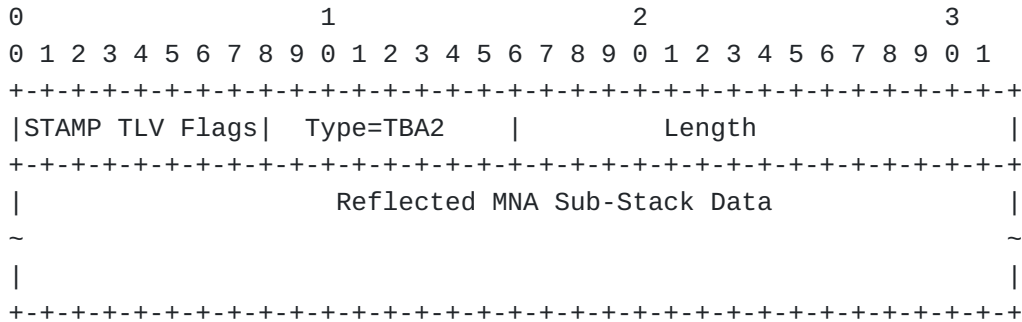 0                   1                   2                   3
0 1 2 3 4 5 6 7 8 9 0 1 2 3 4 5 6 7 8 9 0 1 2 3 4 5 6 7 8 9 0 1
+-+-+-+-+-+-+-+-+-+-+-+-+-+-+-+-+-+-+-+-+-+-+-+-+-+-+-+-+-+-+-+-+
|STAMP TLV Flags|  Type=TBA2     |         Length                |
+-+-+-+-+-+-+-+-+-+-+-+-+-+-+-+-+-+-+-+-+-+-+-+-+-+-+-+-+-+-+-+-+
|                    Reflected MNA Sub-Stack Data               |
~                                                               ~
|                                                               |
+-+-+-+-+-+-+-+-+-+-+-+-+-+-+-+-+-+-+-+-+-+-+-+-+-+-+-+-+-+-+-+-+